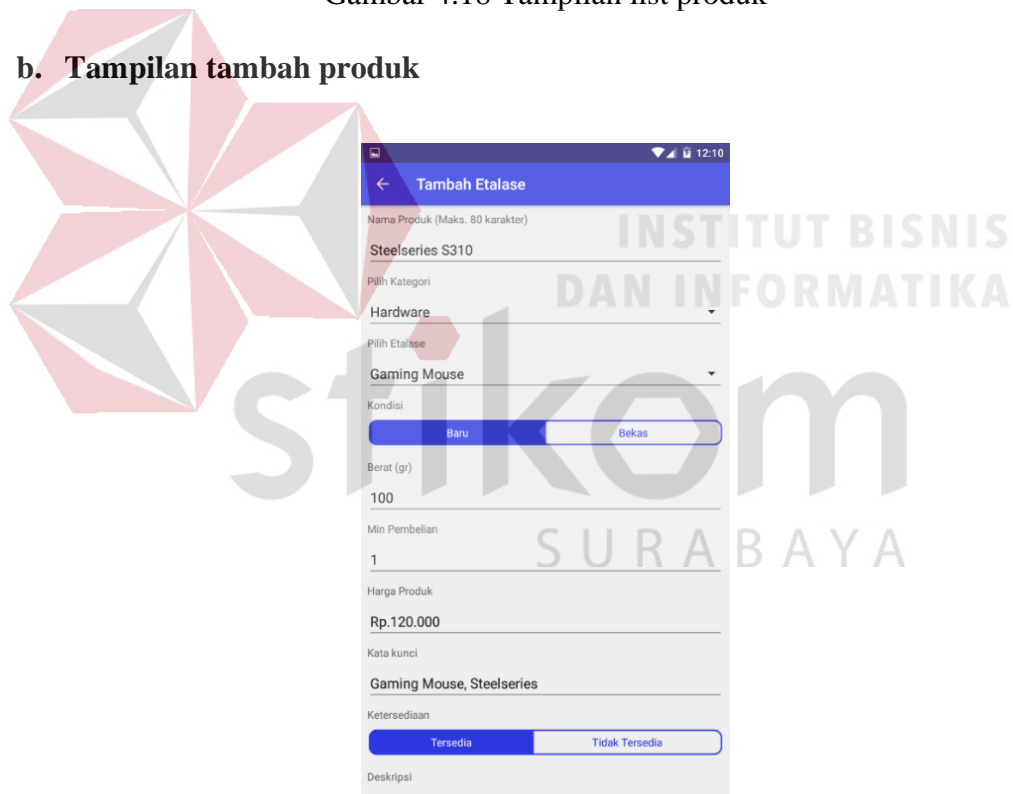 Gambar 4.18 Tampilan list produk
b. Tampilan tambah produk
12:10
Tambah Etalase
Nama Produk (Maks. 80 karakter)
Steelseries S310
Pilih Kategori
Hardware
Pilih Etalase
Gaming Mouse
Kondisi
Baru
Bekas
Berat (gr)
100
Min Pembelian
1
Harga Produk
Rp.120.000
Kata kunci
Gaming Mouse, Steelseries
Ketersediaan
Tersedia
Tidak Tersedia
Deskripsi
INSTITUT BISNIS
DAN INFORMATIKA
stikom
SURABAYA